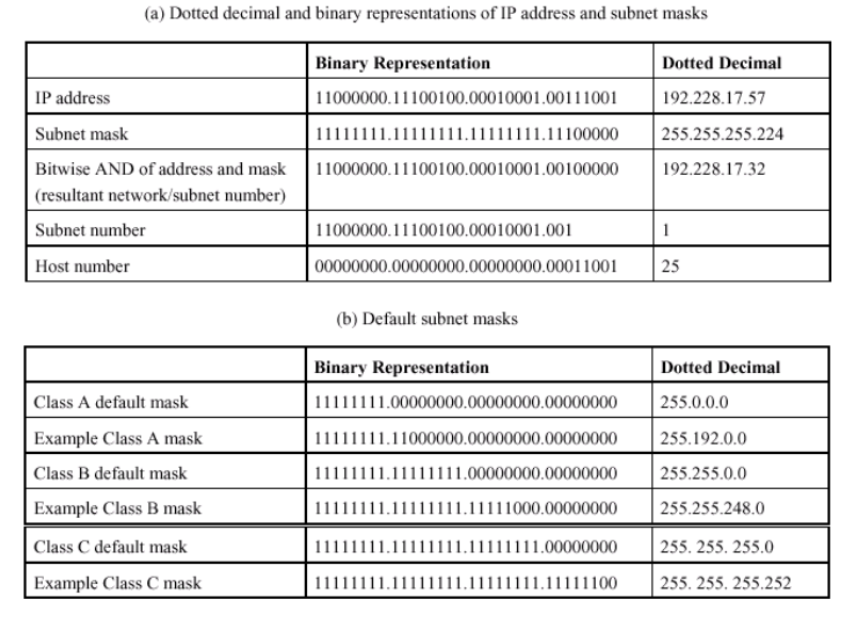 (a) Dotted decimal and binary representations of IP address and subnet masks
Binary Representation Dotted Decimal
IP address 11000000.11100100.00010001.00111001 192.228.17.57
Subnet mask 11111111.11111111.11111111.11100000 255.255.255.224
Bitwise AND of address and mask 11000000.11100100.00010001.00100000 192.228.17.32
(resultant network/subnet number)
Subnet number 11000000.11100100.00010001.001 1
Host number 00000000.00000000.00000000.00011001 25
(b) Default subnet masks
Binary Representation Dotted Decimal
Class A default mask 11111111.00000000.00000000.00000000 255.0.0.0
Example Class A mask 11111111.11000000.00000000.00000000 255.192.0.0
Class B default mask 11111111.11111111.00000000.00000000 255.255.0.0
Example Class B mask 11111111.11111111.11111000.00000000 255.255.248.0
Class C default mask 11111111.11111111.11111111.00000000 255. 255. 255.0
Example Class C mask 11111111.11111111.11111111.11111100 255. 255. 255.252